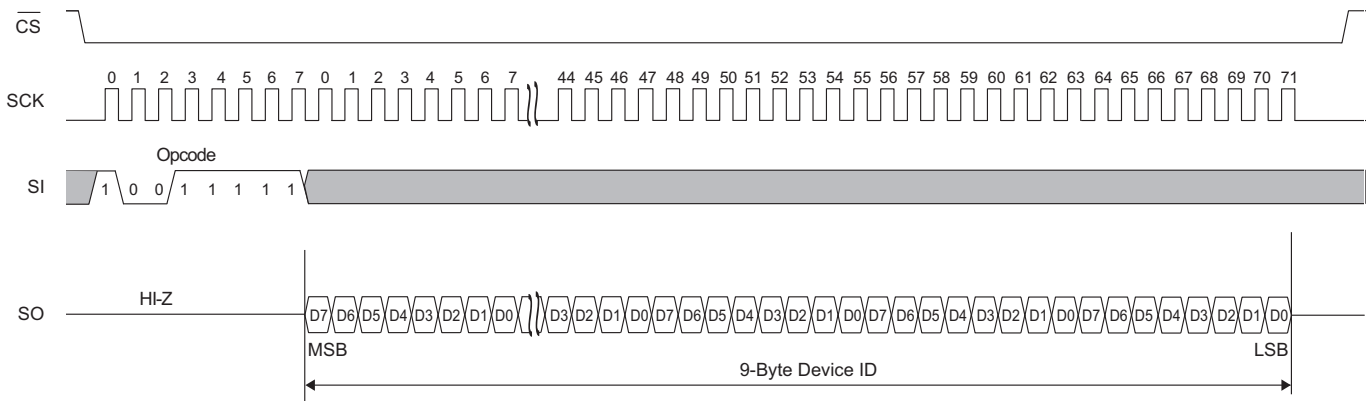 CS
0 1 2 3 4 5 6 7 0 1 2 3 4 5 6 7 44 45 46 47 48 49 50 51 52 53 54 55 56 57 58 59 60 61 62 63 64 65 66 67 68 69 70 71
SCK
Opcode
SI 1 0 0 1 1 1 1 1
HI-Z
SO D7 D6 D5 D4 D3 D2 D1 D0 D3 D2 D1 D0 D7 D6 D5 D4 D3 D2 D1 D0 D7 D6 D5 D4 D3 D2 D1 D0 D7 D6 D5 D4 D3 D2 D1 D0
MSB LSB
9-Byte Device ID